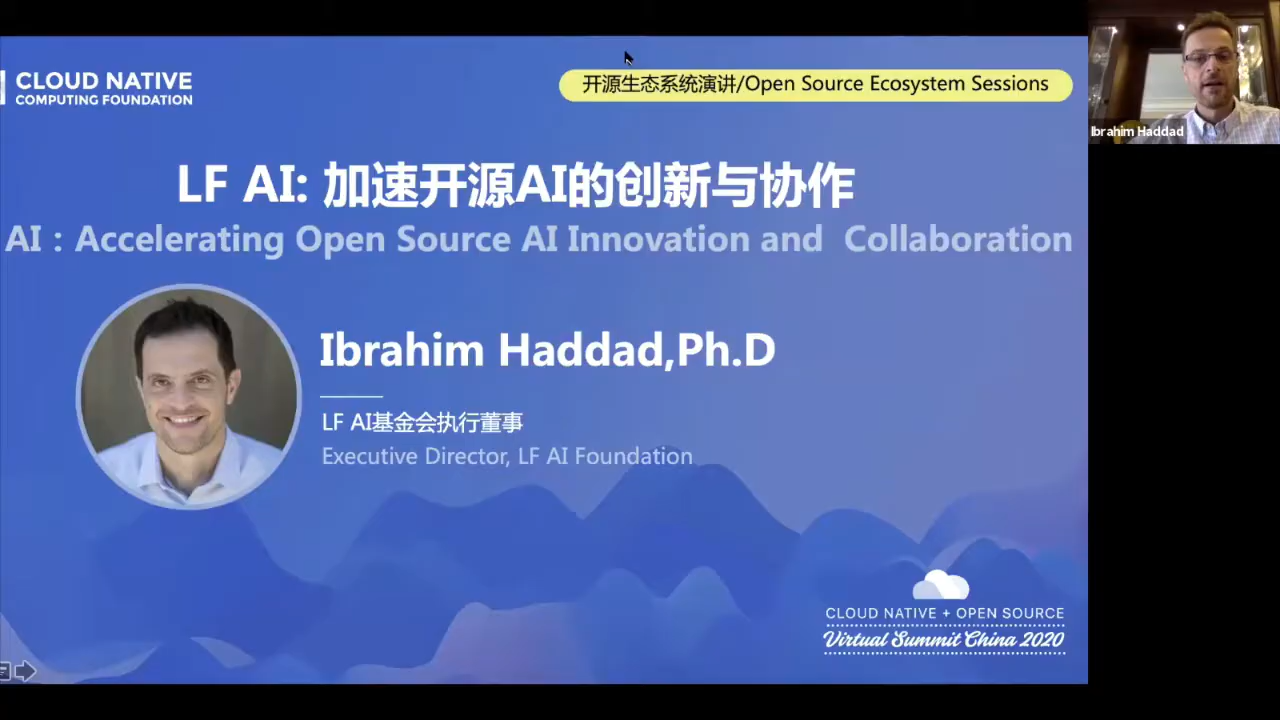 CLOUD NATIVE
COMPUTING FOUNDATION
开源生态系统演讲/Open Source Ecosystem Sessions
Ibrahim Haddad
LF AI: 加速开源AI的创新与协作
AI : Accelerating Open Source AI Innovation and Collaboration
Ibrahim Haddad,Ph.D
LF AI基金会执行董事
Executive Director, LF AI Foundation
CLOUD NATIVE + OPEN SOURCE
Virtual Summit China 2020